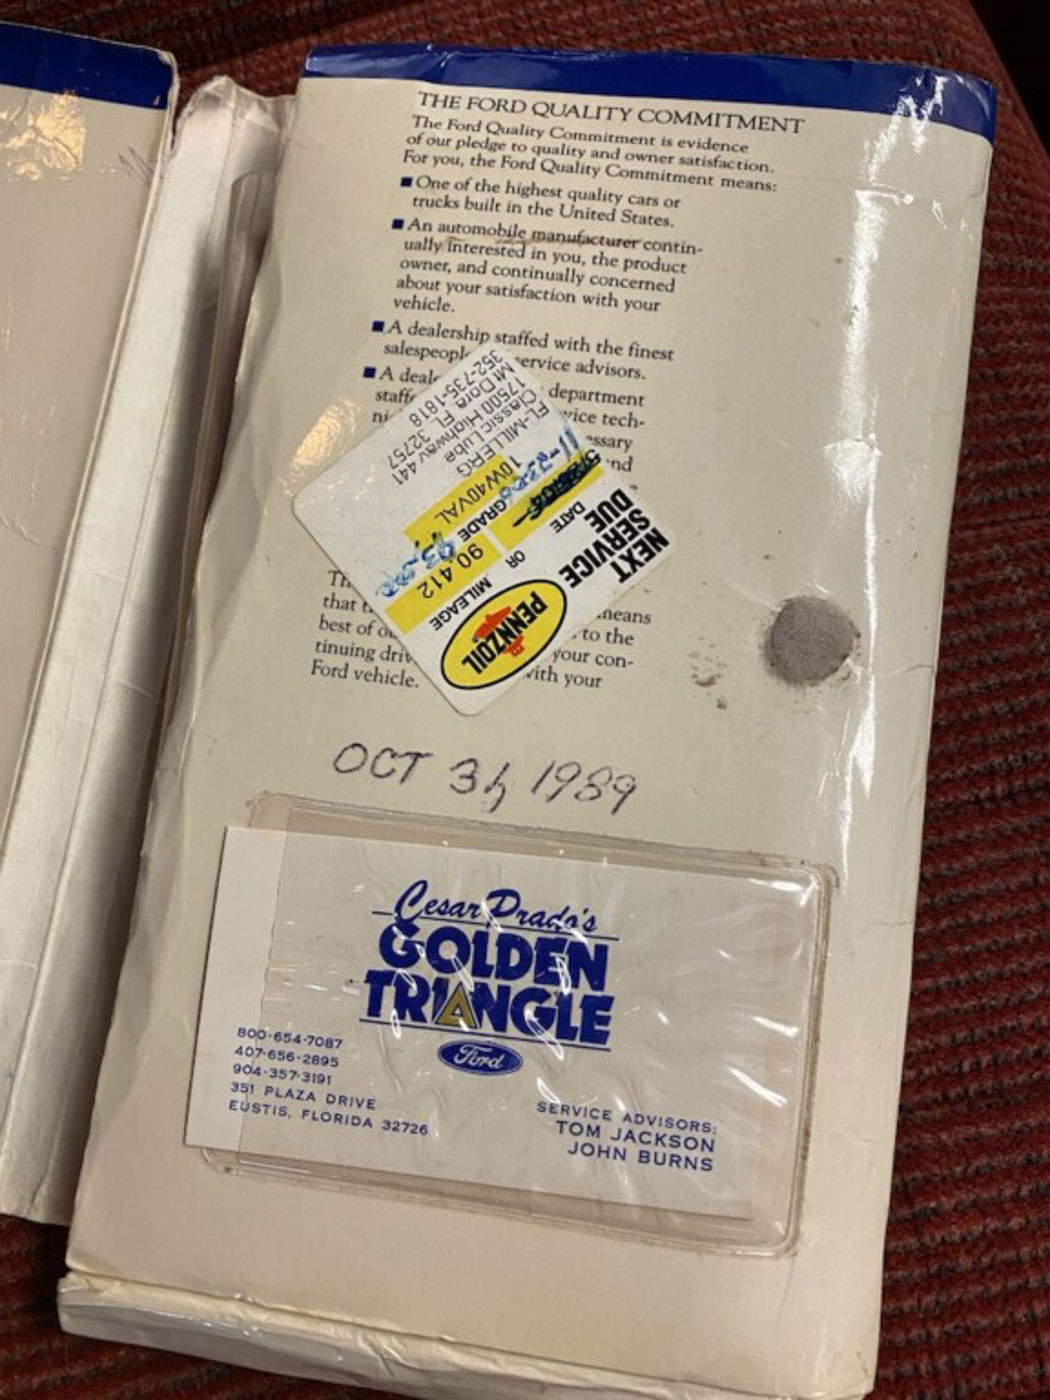 THE FORD QUALITY COMMITMENT
The Ford Quality Commitment is evidence
of our pledge to quality and owner satisfaction.
For you, the Ford Quality Commitment means:
■ One of the highest quality cars or
trucks built in the United States.
■ An automobile manufacturer contin-
ually interested in you, the product
owner, and continually concerned
about your satisfaction with your
vehicle.
■ A dealership staffed with the finest
salespeople service advisors.
■ A department
best of
Ford vehicle.
means
to the
your con-
with your
NEXT
SERVICE
DUE
PENNZOIL
DATE
OR
MILEAGE
90,412
GRADE
10W40VAL
FL-MILLERG
Classic Lube
17500 Highway 441
Mt Dora FL 32757
352-735-1818
OCT 31, 1989
Cesar Prado's
GOLDEN
TRIANGLE
Ford
800-654-7087
407-656-2895
904-357-3191
351 PLAZA DRIVE
EUSTIS, FLORIDA 32726
SERVICE ADVISORS:
TOM JACKSON
JOHN BURNS